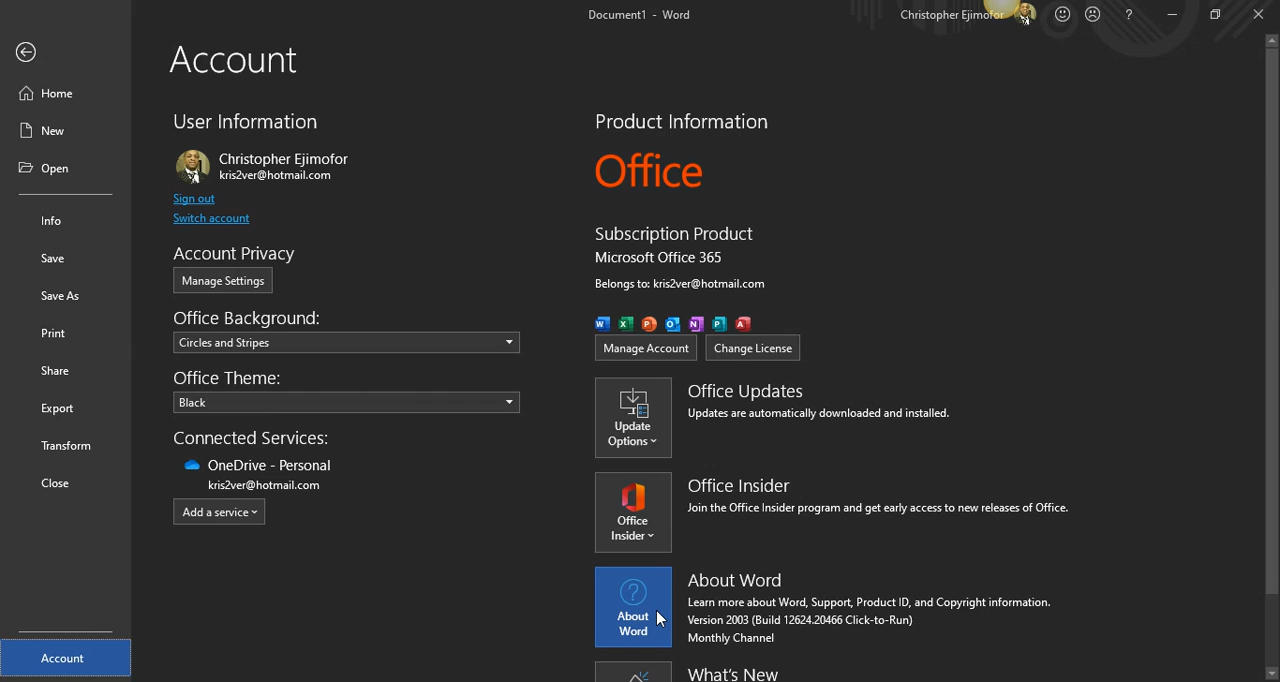 Document1 - Word
Christopher Ejimofor
?
Account
Home
New
Open
Info
Save
Save As
Print
Share
Export
Transform
Close
Account
User Information
Christopher Ejimofor
kris2ver@hotmail.com
Sign out
Switch account
Account Privacy
Manage Settings
Office Background:
Circles and Stripes
Office Theme:
Black
Connected Services:
OneDrive - Personal
kris2ver@hotmail.com
Add a service
Product Information
Office
Subscription Product
Microsoft Office 365
Belongs to: kris2ver@hotmail.com
W X P O N P A
Manage Account
Change License
Update
Options
Office Updates
Updates are automatically downloaded and installed.
Office
Insider
Office Insider
Join the Office Insider program and get early access to new releases of Office.
?
About
Word
About Word
Learn more about Word, Support, Product ID, and Copyright information.
Version 2003 (Build 12624.20466 Click-to-Run)
Monthly Channel
What's New